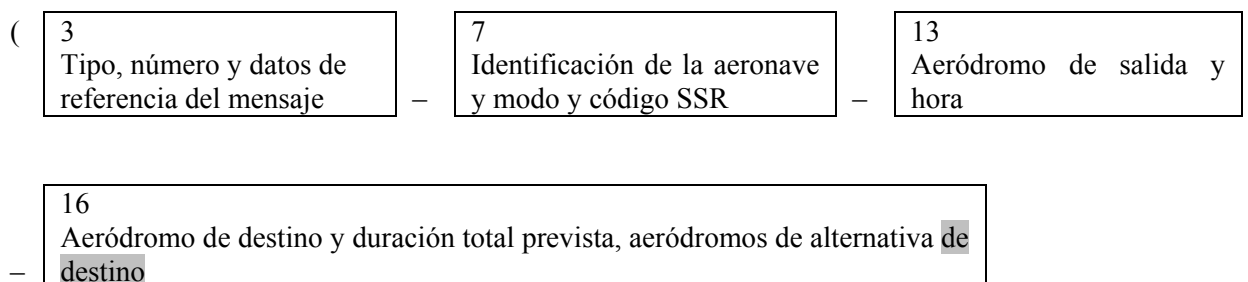 ( 3 7 13
Tipo, número y datos de Identificación de la aeronave Aeródromo de salida y
referencia del mensaje – y modo y código SSR – hora
16
Aeródromo de destino y duración total prevista, aeródromos de alternativa de
– destino